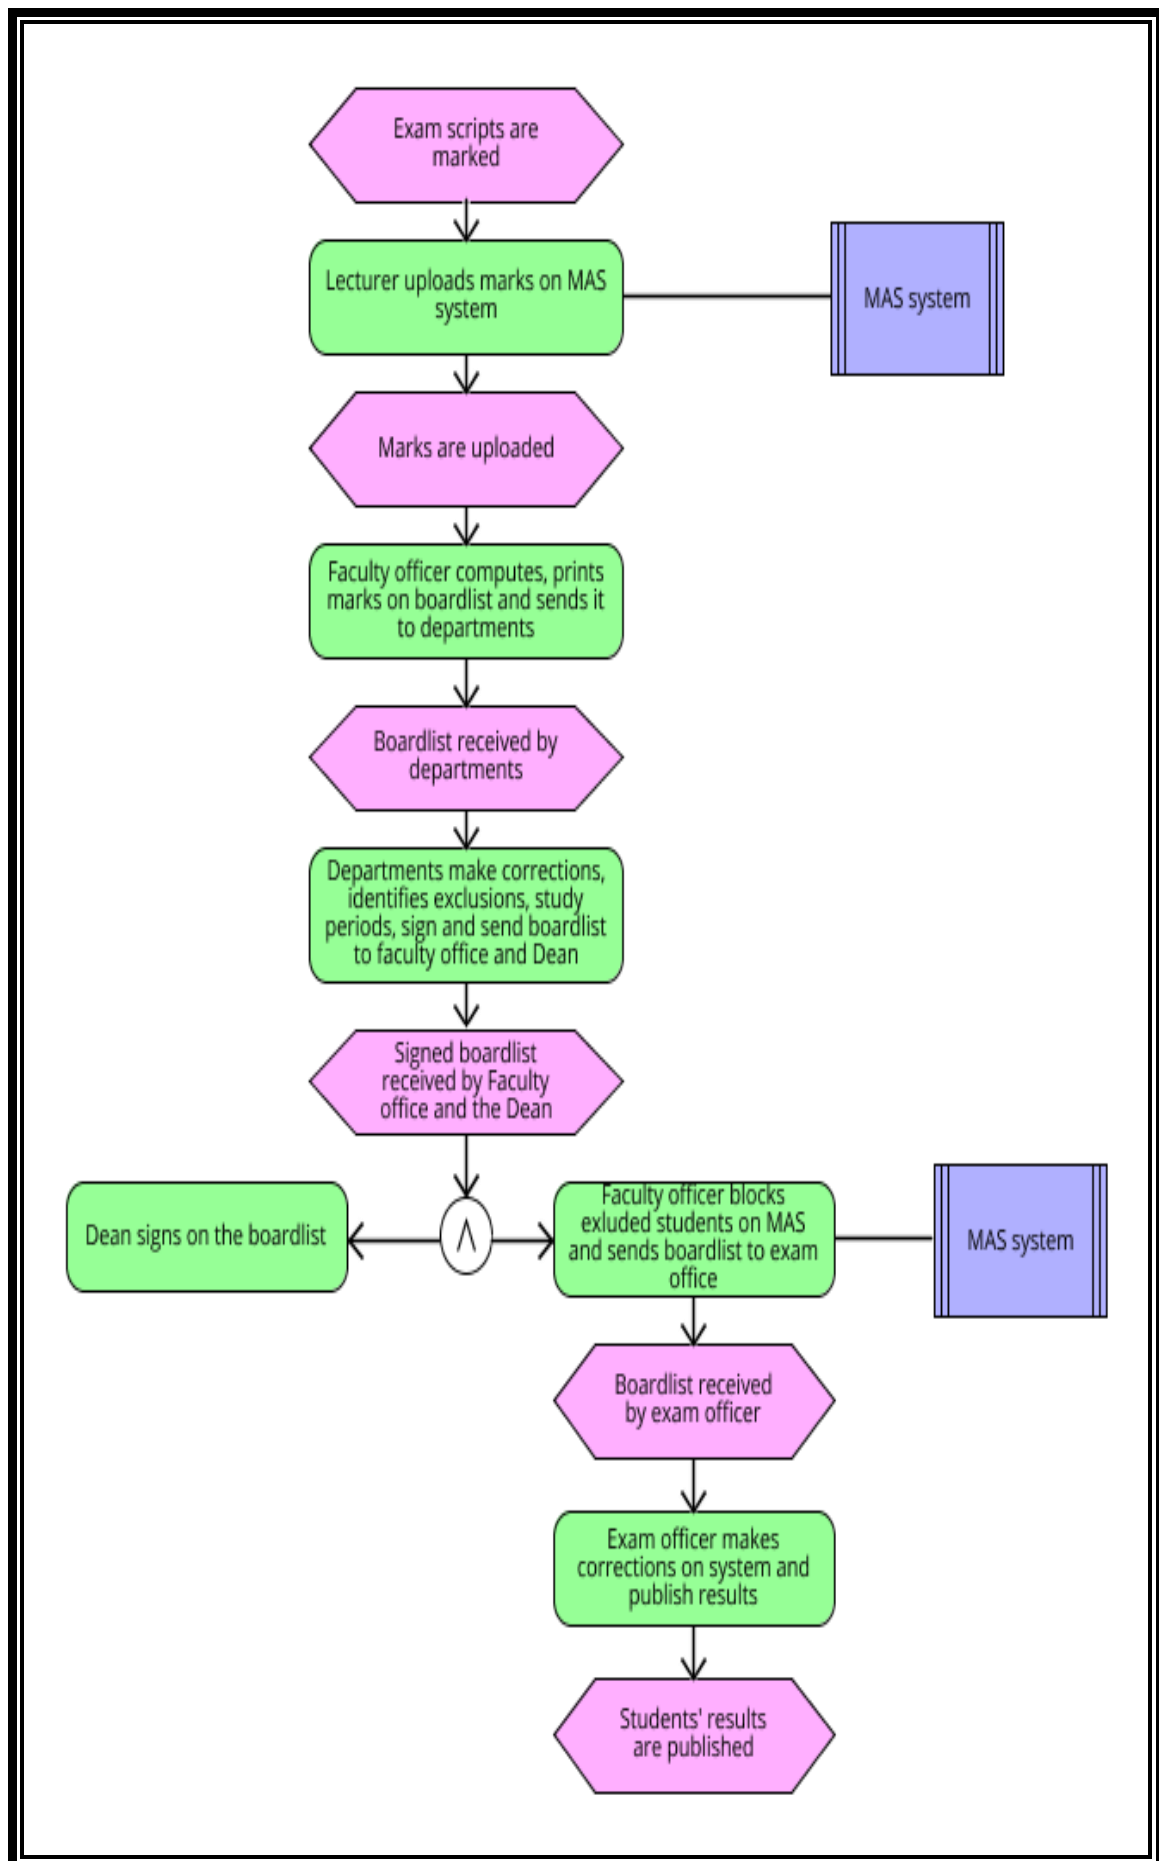 Exam scripts are
marked
Lecturer uploads marks on MAS
system
MAS system
Marks are uploaded
Faculty officer computes, prints
marks on boardlist and sends it
to departments
Boardlist received by
departments
Departments make corrections,
identifies exclusions, study
periods, sign and send boardlist
to faculty office and Dean
Signed boardlist
received by Faculty
office and the Dean
Dean signs on the boardlist
Λ
Faculty officer blocks
exluded students on MAS
and sends boardlist to exam
office
MAS system
Boardlist received
by exam officer
Exam officer makes
corrections on system and
publish results
Students' results
are published